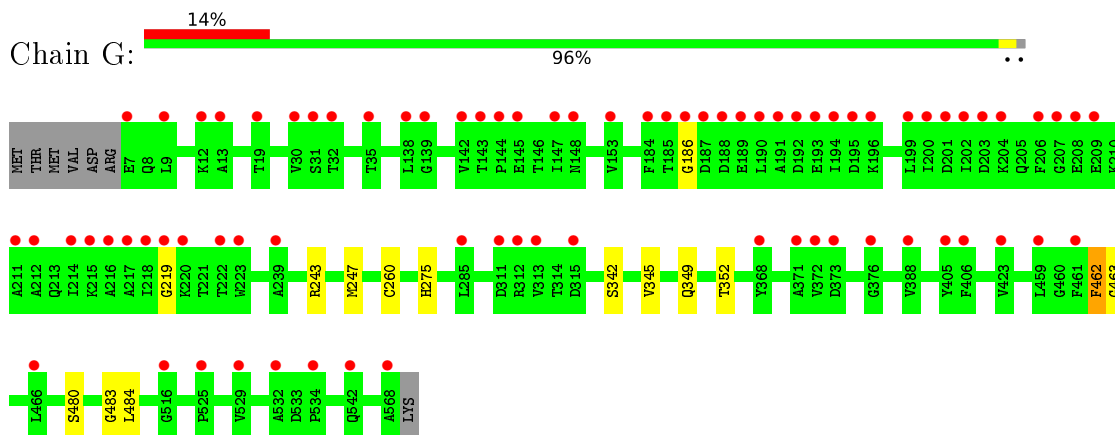 14%
Chain G:
96%
• •
MET THR MET VAL ASP ARG E7 Q8 L9 K12 A13 T19 V30 S31 T32 T35 L138 G139 V142 T143 P144 E145 T146 I147 N148 V153 F184 T185 G186 D187 D188 E189 L190 A191 D192 E193 I194 D195 K196 L199 I200 D201 I202 D203 K204 Q205 F206 G207 E208 E209 K210
A211 A212 Q213 I214 K215 A216 A217 I218 G219 K220 T221 T222 W223 A239 R243 M247 C260 H275 L285 D311 R312 V313 T314 D315 S342 V345 Q349 T352 Y368 A371 V372 D373 G376 V388 Y405 F406 V423 L459 G460 F461 F462
L466 S480 G483 L484 G516 P525 V529 A532 D533 P534 Q542 A568 LYS